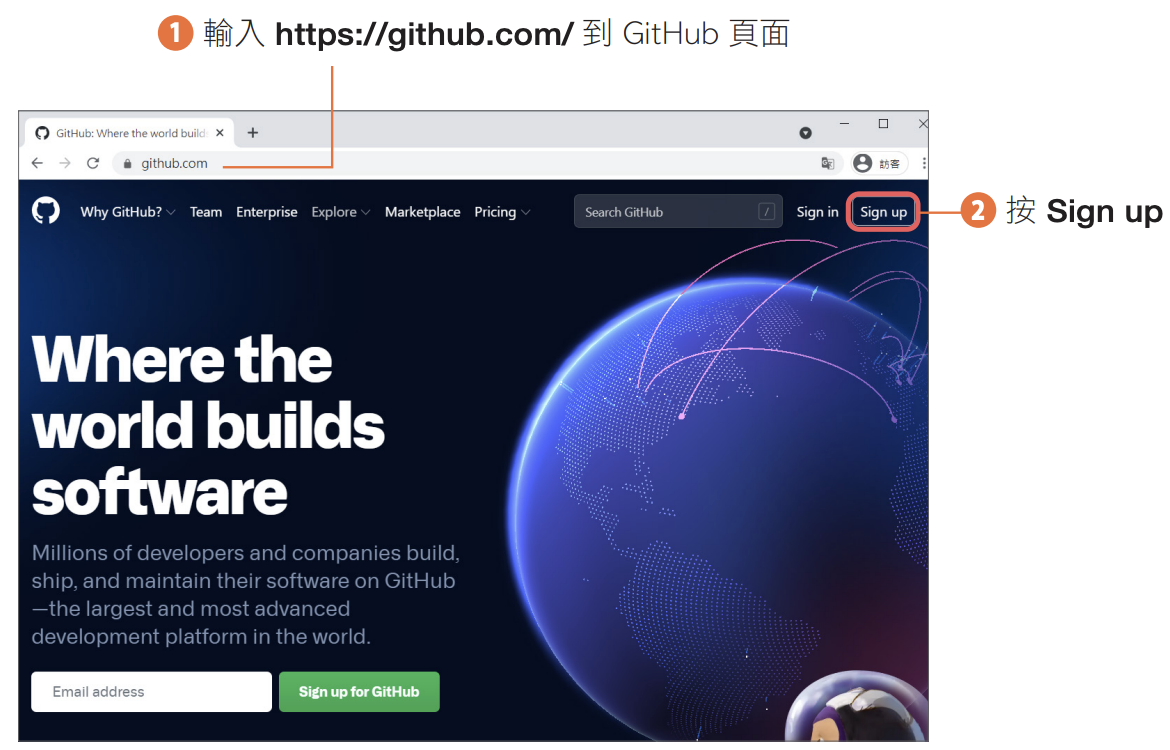 1 輸入 https://github.com/ 到 GitHub 頁面
GitHub: Where the world build
github.com
訪客
Why GitHub? Team Enterprise Explore Marketplace Pricing Search GitHub / Sign in Sign up
2 按 Sign up
Where the
world builds
software
Millions of developers and companies build,
ship, and maintain their software on GitHub
—the largest and most advanced
development platform in the world.
Email address Sign up for GitHub